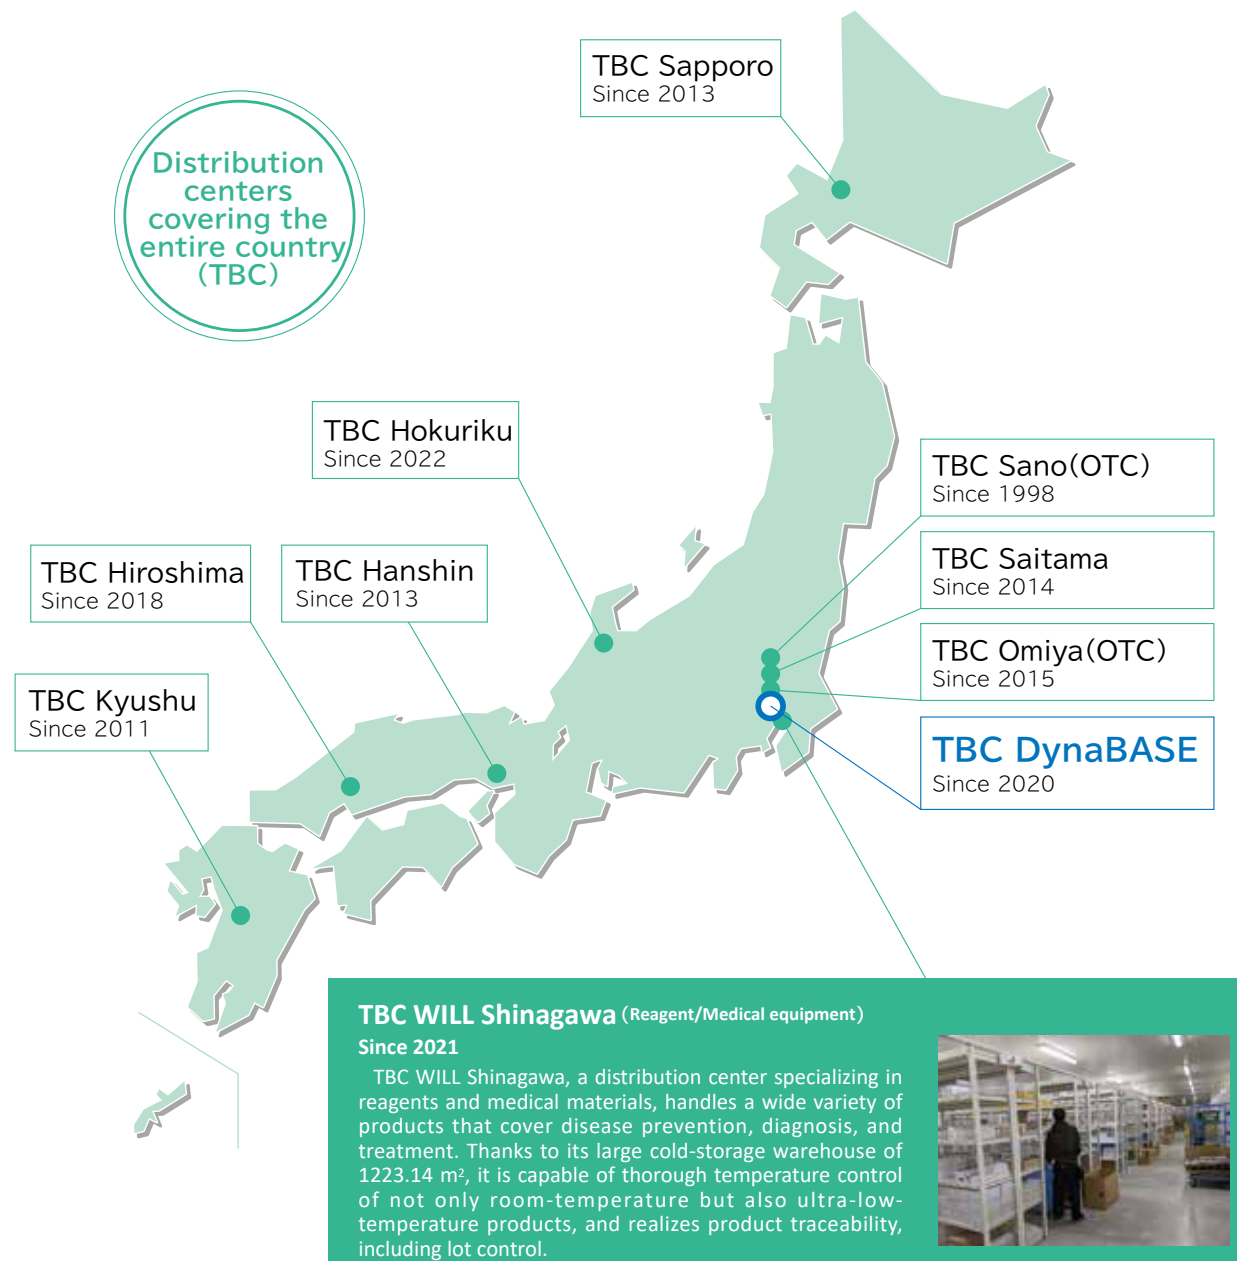 Distribution
centers
covering the
entire country
(TBC)
TBC Sapporo
Since 2013
TBC Hokuriku
Since 2022
TBC Hiroshima
Since 2018
TBC Hanshin
Since 2013
TBC Kyushu
Since 2011
TBC Sano(OTC)
Since 1998
TBC Saitama
Since 2014
TBC Omiya(OTC)
Since 2015
TBC DynaBASE
Since 2020
TBC WILL Shinagawa (Reagent/Medical equipment)
Since 2021
TBC WILL Shinagawa, a distribution center specializing in
reagents and medical materials, handles a wide variety of
products that cover disease prevention, diagnosis, and
treatment. Thanks to its large cold-storage warehouse of
1223.14 m², it is capable of thorough temperature control
of not only room-temperature but also ultra-low-
temperature products, and realizes product traceability,
including lot control.